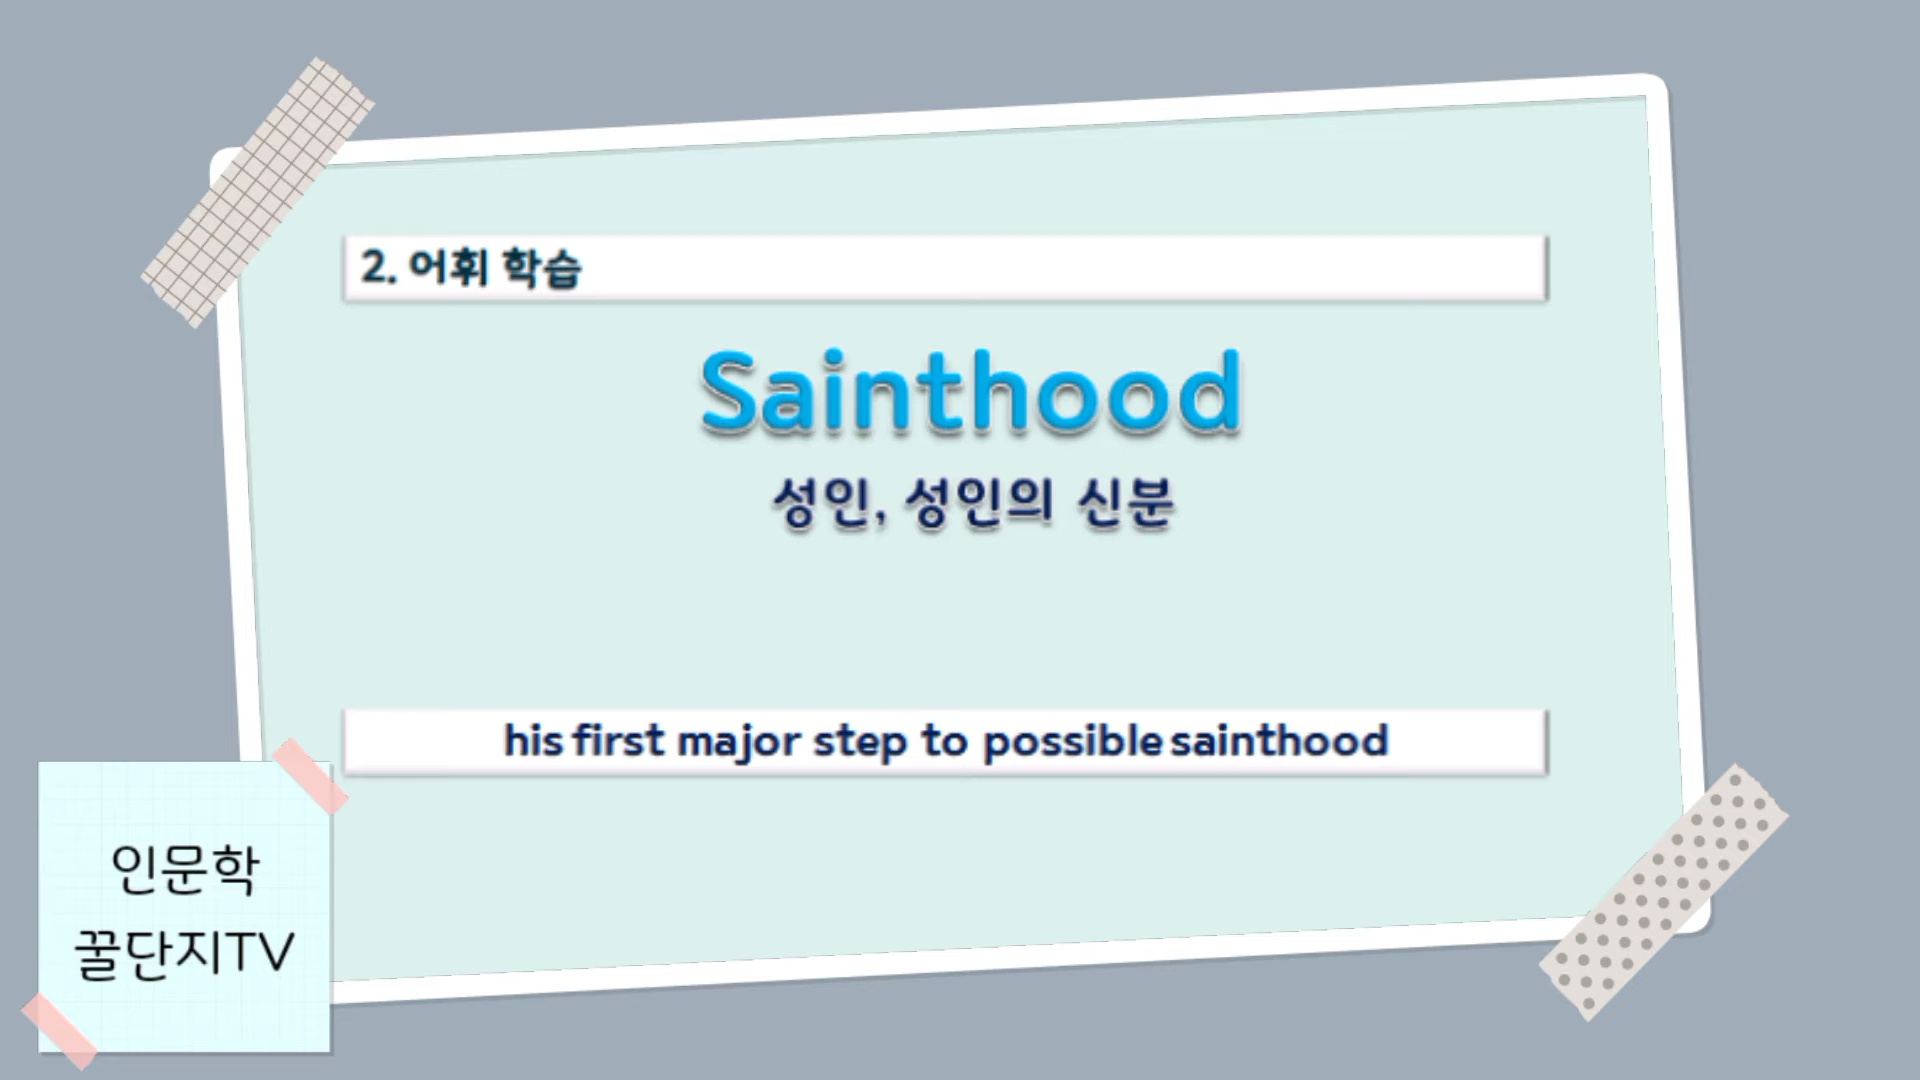 2. 어휘 학습
Sainthood
성인, 성인의 신분
his first major step to possible sainthood
인문학
꿀단지TV